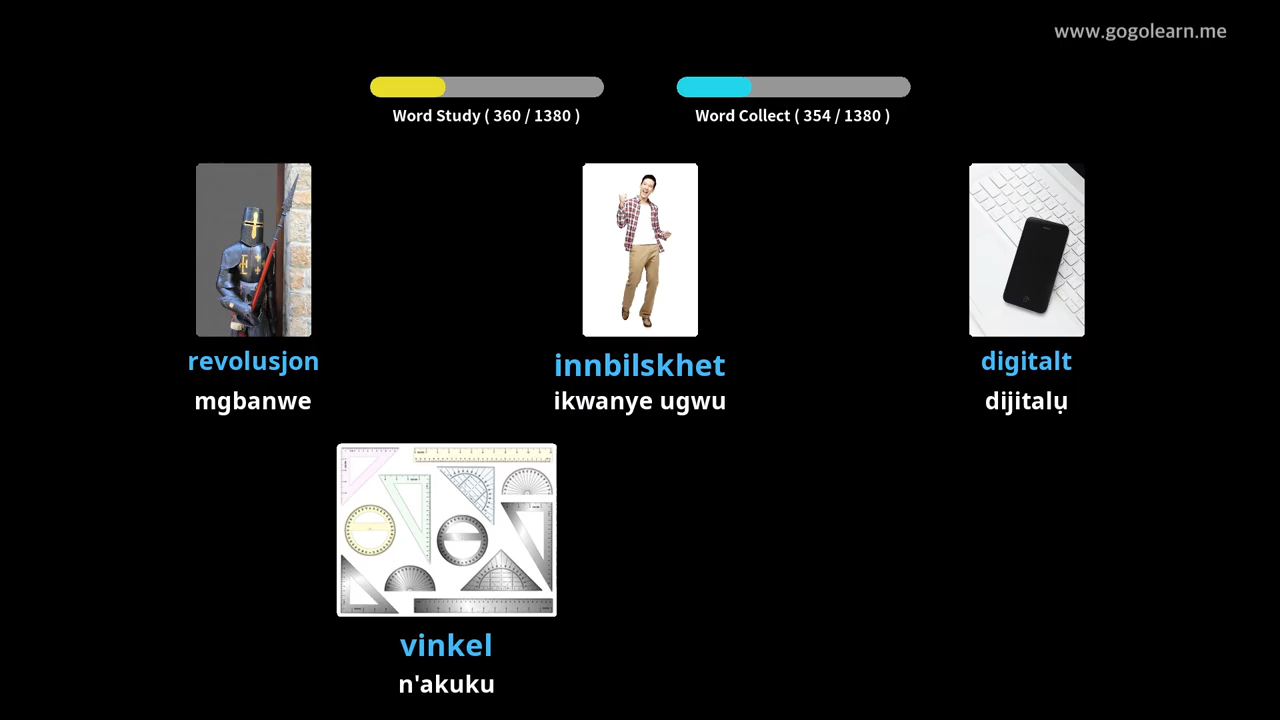 www.gogolearn.me
Word Study ( 360 / 1380 )
Word Collect ( 354 / 1380 )
revolusjon
mgbanwe
innbilskhet
ikwanye ugwu
digitalt
dijitalụ
vinkel
n'akuku